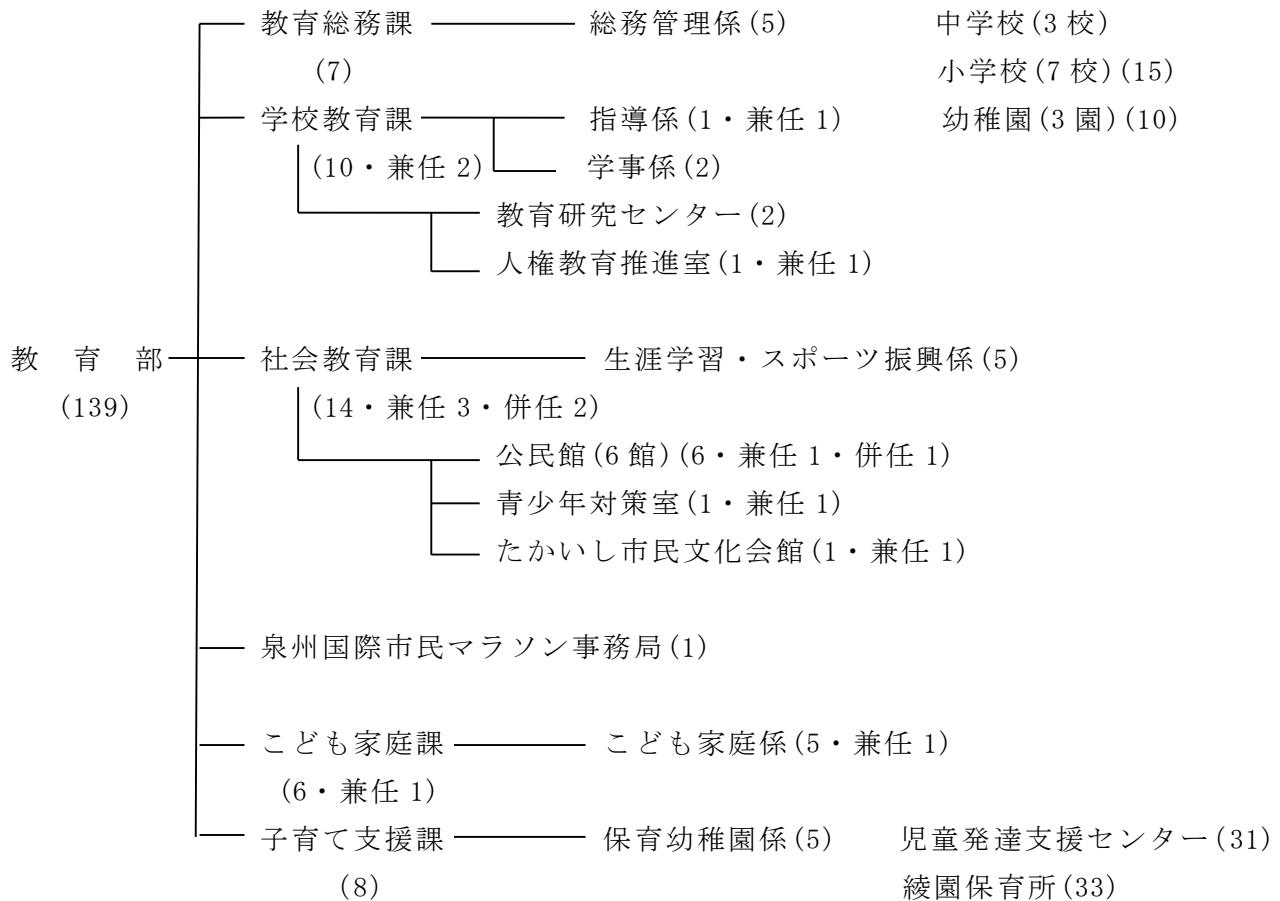 教育総務課 総務管理係(5) 中学校(3校)
(7) 小学校(7校)(15)
学校教育課 指導係(1・兼任1) 幼稚園(3園)(10)
(10・兼任2) 学事係(2)
教育研究センター(2)
人権教育推進室(1・兼任1)
教育部 社会教育課 生涯学習・スポーツ振興係(5)
(139) (14・兼任3・併任2)
公民館(6館)(6・兼任1・併任1)
青少年対策室(1・兼任1)
たかいし市民文化会館(1・兼任1)
泉州国際市民マラソン事務局(1)
こども家庭課 こども家庭係(5・兼任1)
(6・兼任1)
子育て支援課 保育幼稚園係(5) 児童発達支援センター(31)
(8) 綾園保育所(33)